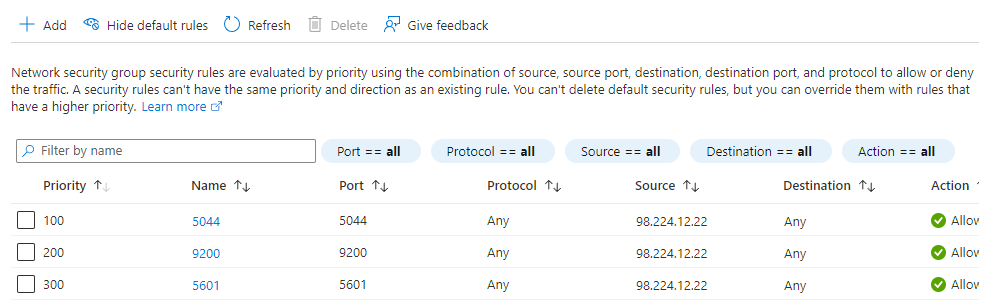 Add Hide default rules Refresh Delete Give feedback
Network security group security rules are evaluated by priority using the combination of source, source port, destination, destination port, and protocol to allow or deny
the traffic. A security rules can't have the same priority and direction as an existing rule. You can't delete default security rules, but you can override them with rules that
have a higher priority. Learn more
Filter by name Port == all Protocol == all Source == all Destination == all Action == all
Priority ↑↓ Name ↑↓ Port ↑↓ Protocol ↑↓ Source ↑↓ Destination ↑↓ Action ↑
100 5044 5044 Any 98.224.12.22 Any Allow
200 9200 9200 Any 98.224.12.22 Any Allow
300 5601 5601 Any 98.224.12.22 Any Allow